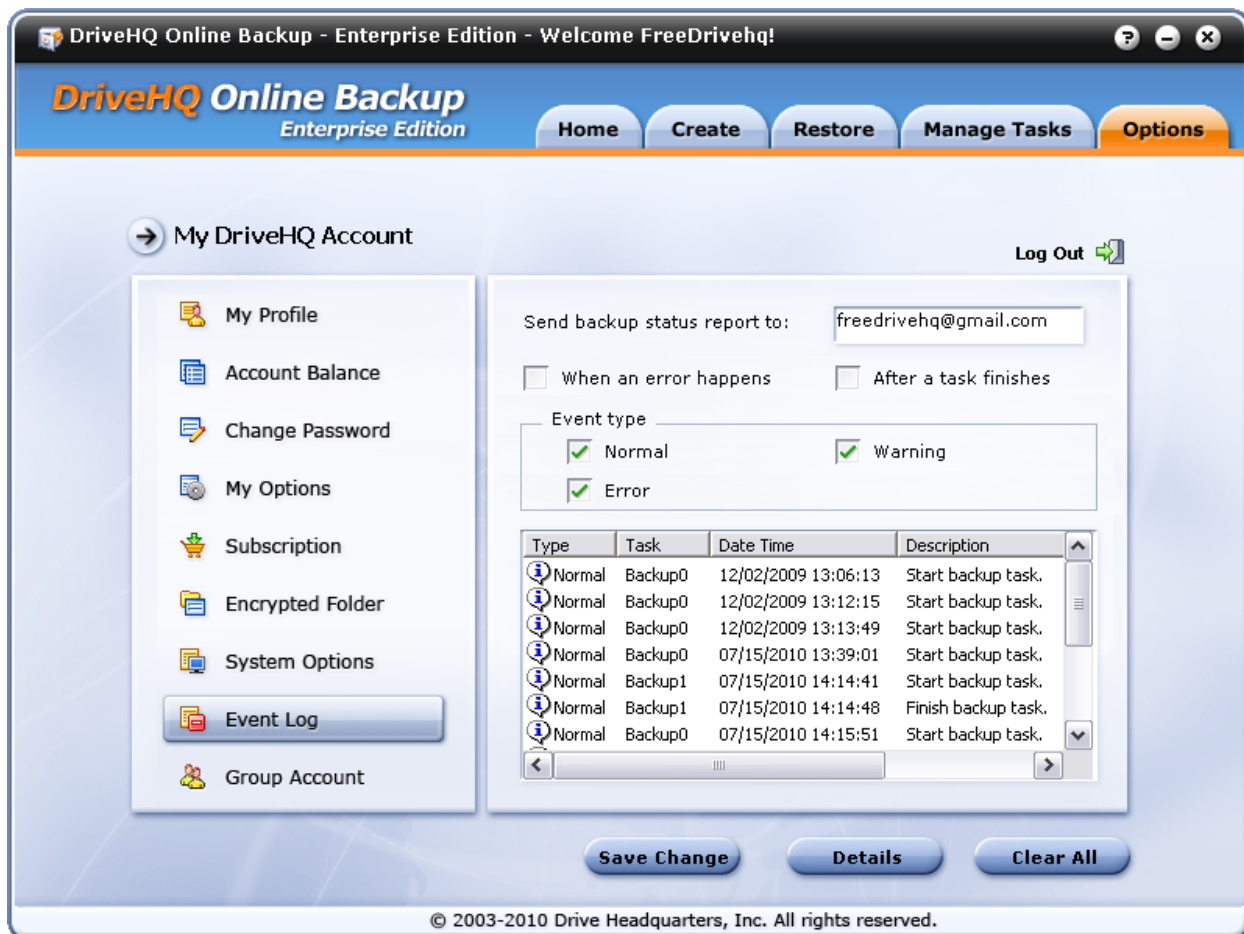 DriveHQ Online Backup - Enterprise Edition - Welcome FreeDrivehq!
DriveHQ Online Backup
Enterprise Edition
Home Create Restore Manage Tasks Options
My DriveHQ Account
Log Out
My Profile
Account Balance
Change Password
My Options
Subscription
Encrypted Folder
System Options
Event Log
Group Account
Send backup status report to: freedrivehq@gmail.com
When an error happens After a task finishes
Event type
Normal Warning
Error
Type Task Date Time Description
Normal Backup0 12/02/2009 13:06:13 Start backup task.
Normal Backup0 12/02/2009 13:12:15 Start backup task.
Normal Backup0 12/02/2009 13:13:49 Start backup task.
Normal Backup0 07/15/2010 13:39:01 Start backup task.
Normal Backup1 07/15/2010 14:14:41 Start backup task.
Normal Backup1 07/15/2010 14:14:48 Finish backup task.
Normal Backup0 07/15/2010 14:15:51 Start backup task.
Save Change Details Clear All
© 2003-2010 Drive Headquarters, Inc. All rights reserved.